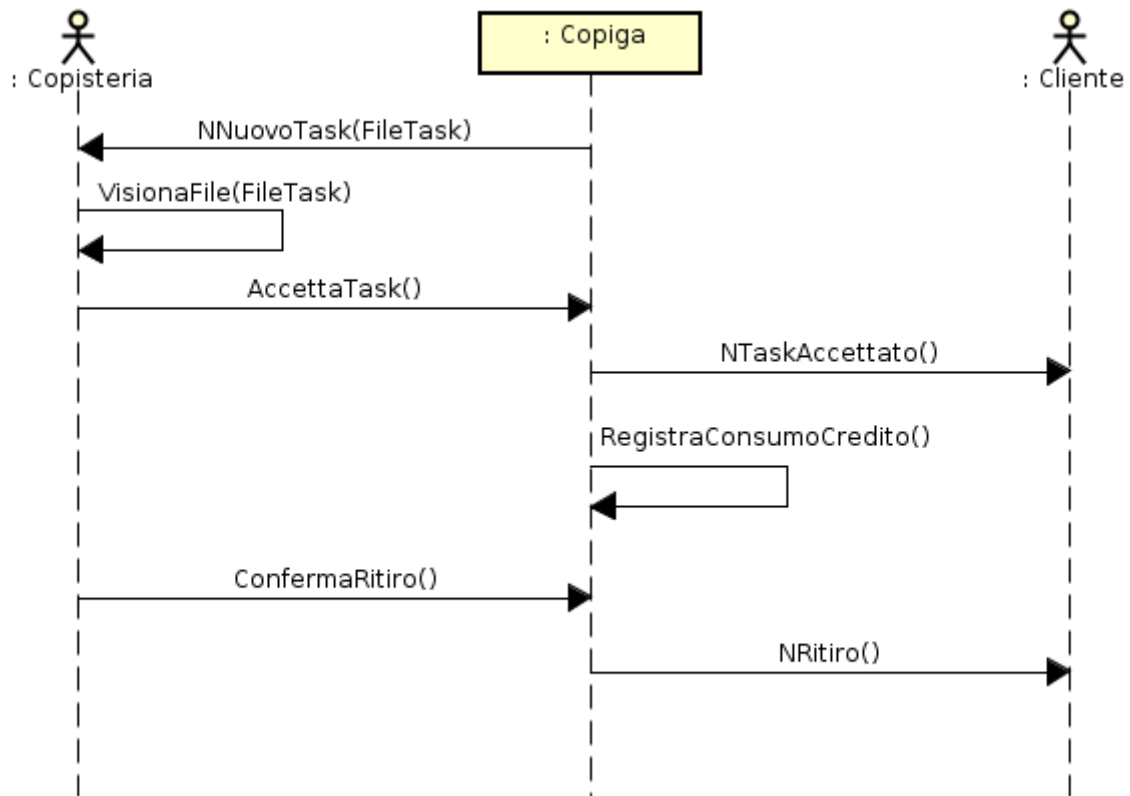 : Copisteria
: Copiga
: Cliente
NNuovoTask(FileTask)
VisionaFile(FileTask)
AccettaTask()
NTaskAccettato()
RegistraConsumoCredito()
ConfermaRitiro()
NRitiro()